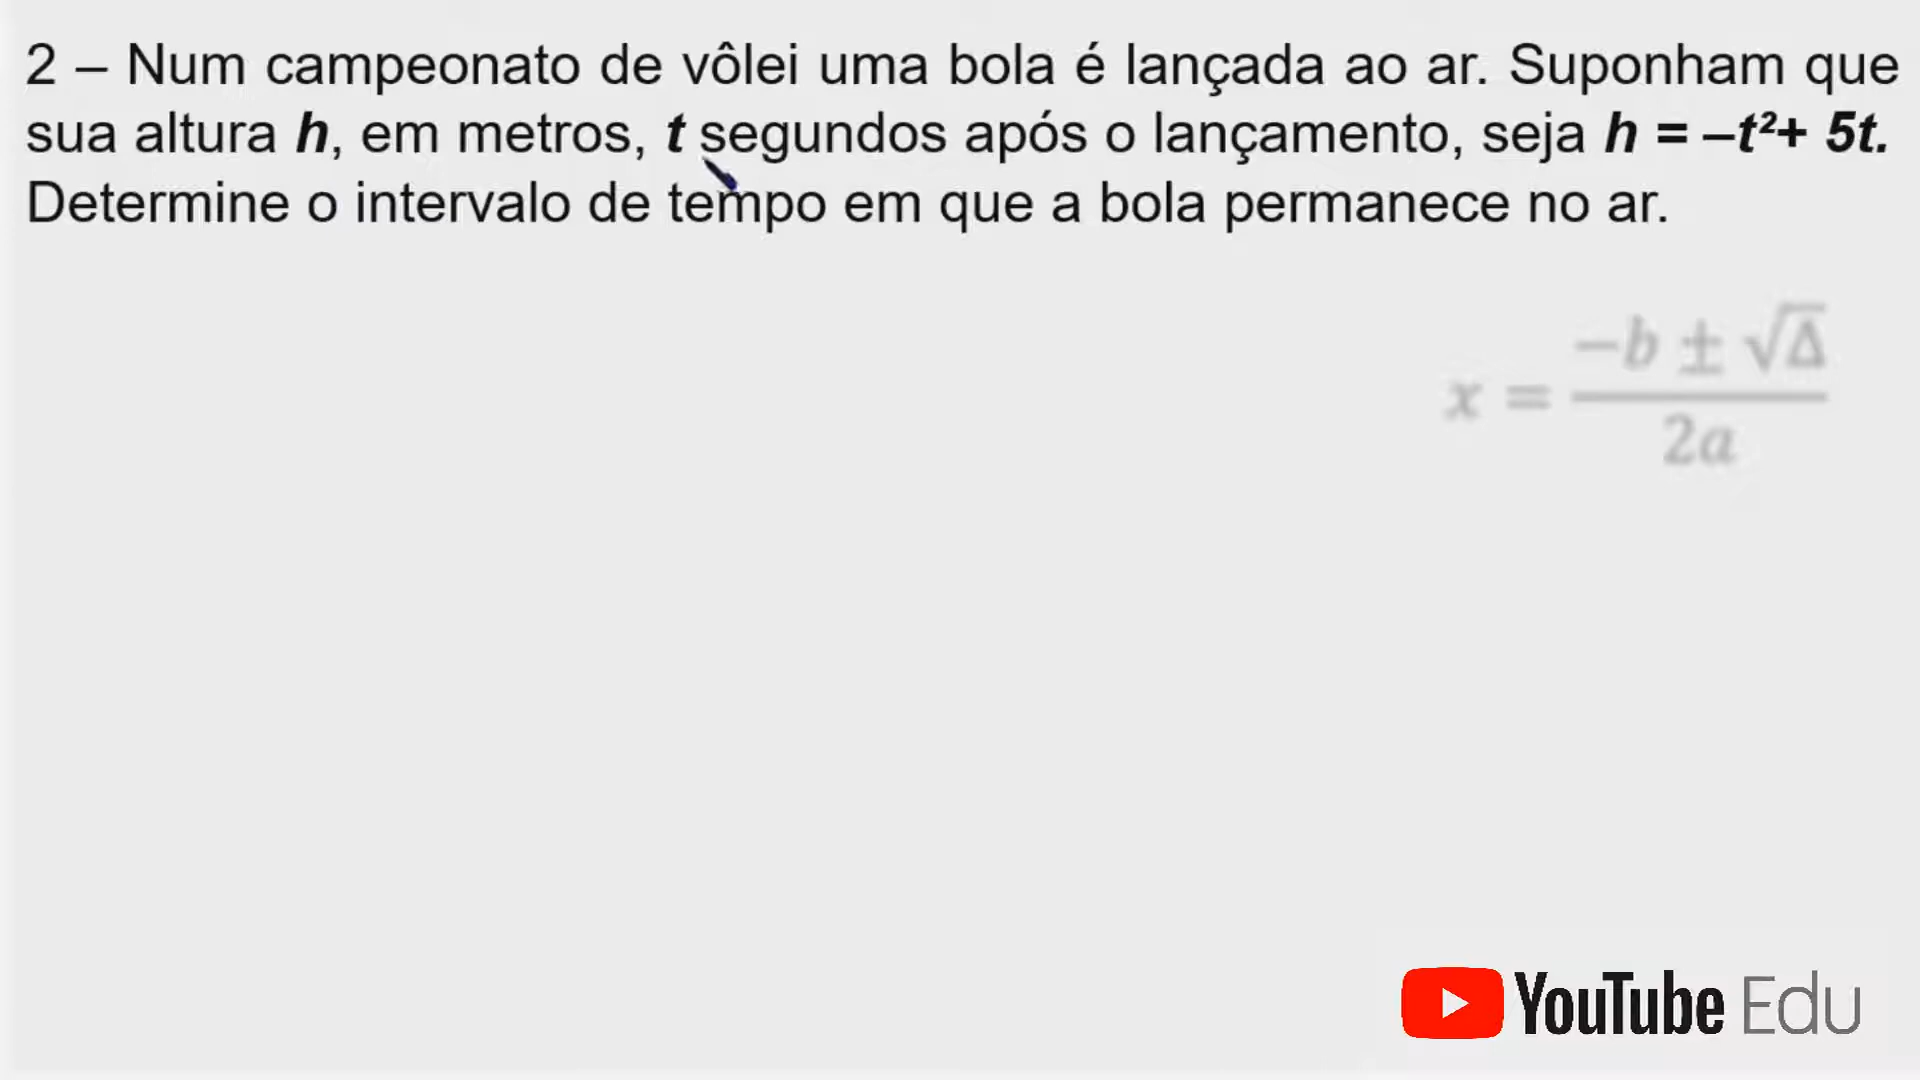 2 – Num campeonato de vôlei uma bola é lançada ao ar. Suponham que
sua altura h, em metros, t segundos após o lançamento, seja h = –t²+ 5t.
Determine o intervalo de tempo em que a bola permanece no ar.
x = \frac{-b ± √Δ}{2a}
YouTube Edu